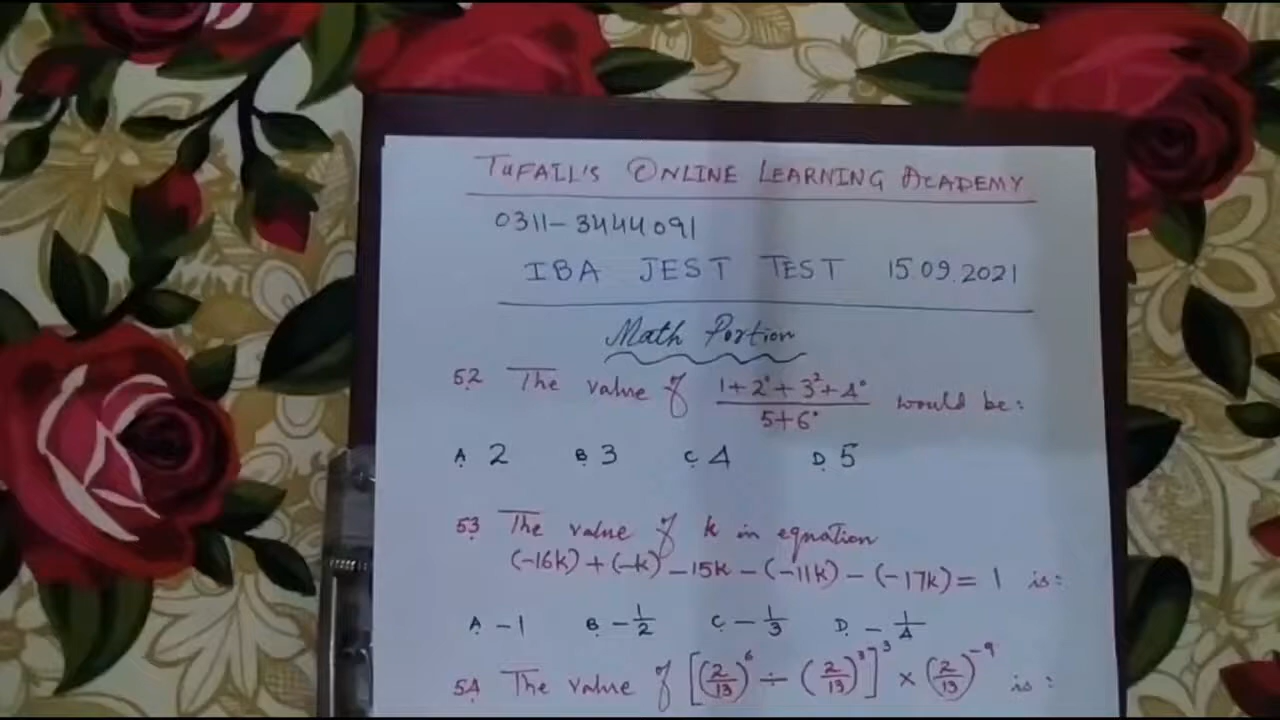 TUFAIL'S ONLINE LEARNING ACADEMY
0311-3444091
IBA JEST TEST 15.09.2021
Math Portion
52 The value of (1+2°+3²+4°)/(5+6°) would be:
A. 2 B. 3 C. 4 D. 5
53 The value of k in equation
(-16k)+(-k)-15k-(-11k)-(-17k)=1 is:
A. -1 B. -1/2 C. -1/3 D. -1/4
54 The value of [(2/13)⁶ ÷ (2/13)³]³ × (2/13)⁻⁹ is: